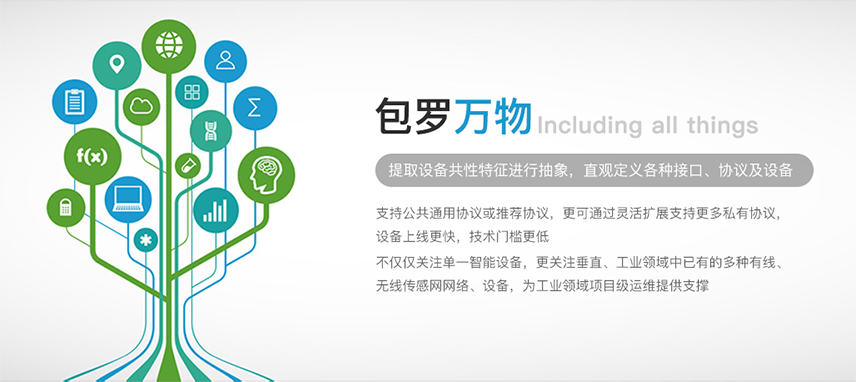 包罗万物 Including all things
提取设备共性特征进行抽象，直观定义各种接口、协议及设备
支持公共通用协议或推荐协议，更可通过灵活扩展支持更多私有协议，
设备上线更快，技术门槛更低
不仅仅关注单一智能设备，更关注垂直、工业领域中已有的多种有线、
无线传感网网络、设备，为工业领域项目级运维提供支撑
Σ
f(x)